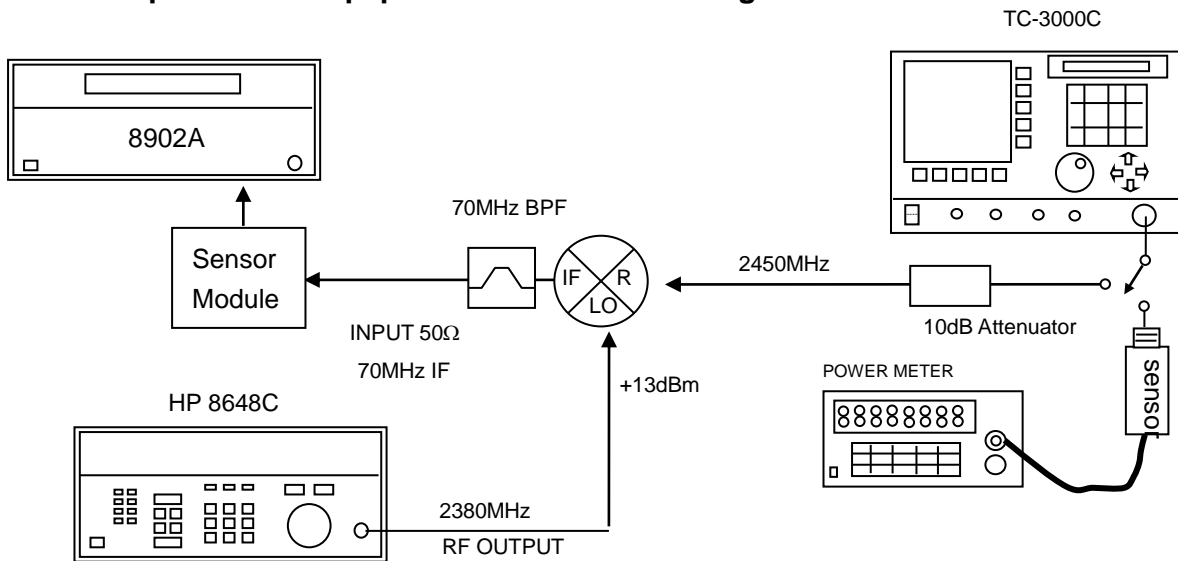 TC-3000C
8902A
70MHz BPF
Sensor
Module
IF
R
LO
2450MHz
10dB Attenuator
INPUT 50Ω
70MHz IF
+13dBm
POWER METER
HP 8648C
2380MHz
RF OUTPUT